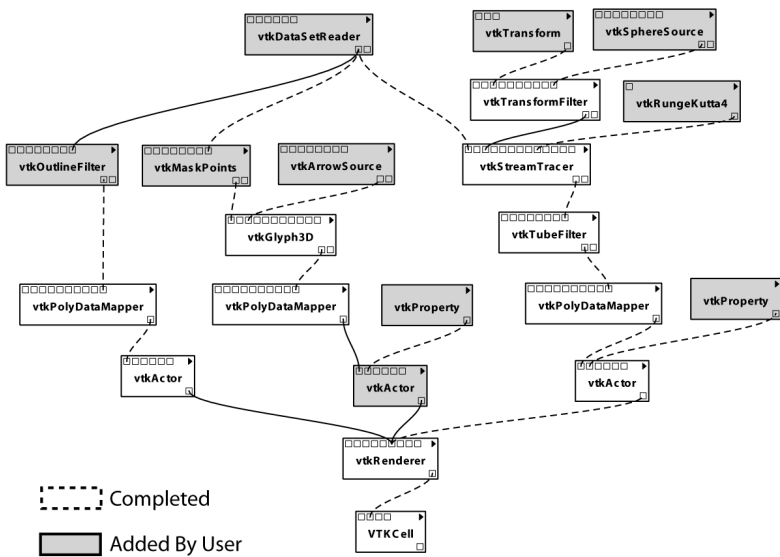 vtkDataSetReader
vtkTransform
vtkSphereSource
vtkTransformFilter
vtkRungeKutta4
vtkOutlineFilter
vtkMaskPoints
vtkArrowSource
vtkStreamTracer
vtkGlyph3D
vtkTubeFilter
vtkPolyDataMapper
vtkPolyDataMapper
vtkProperty
vtkPolyDataMapper
vtkProperty
vtkActor
vtkActor
vtkActor
vtkRenderer
VTKCell
Completed
Added By User